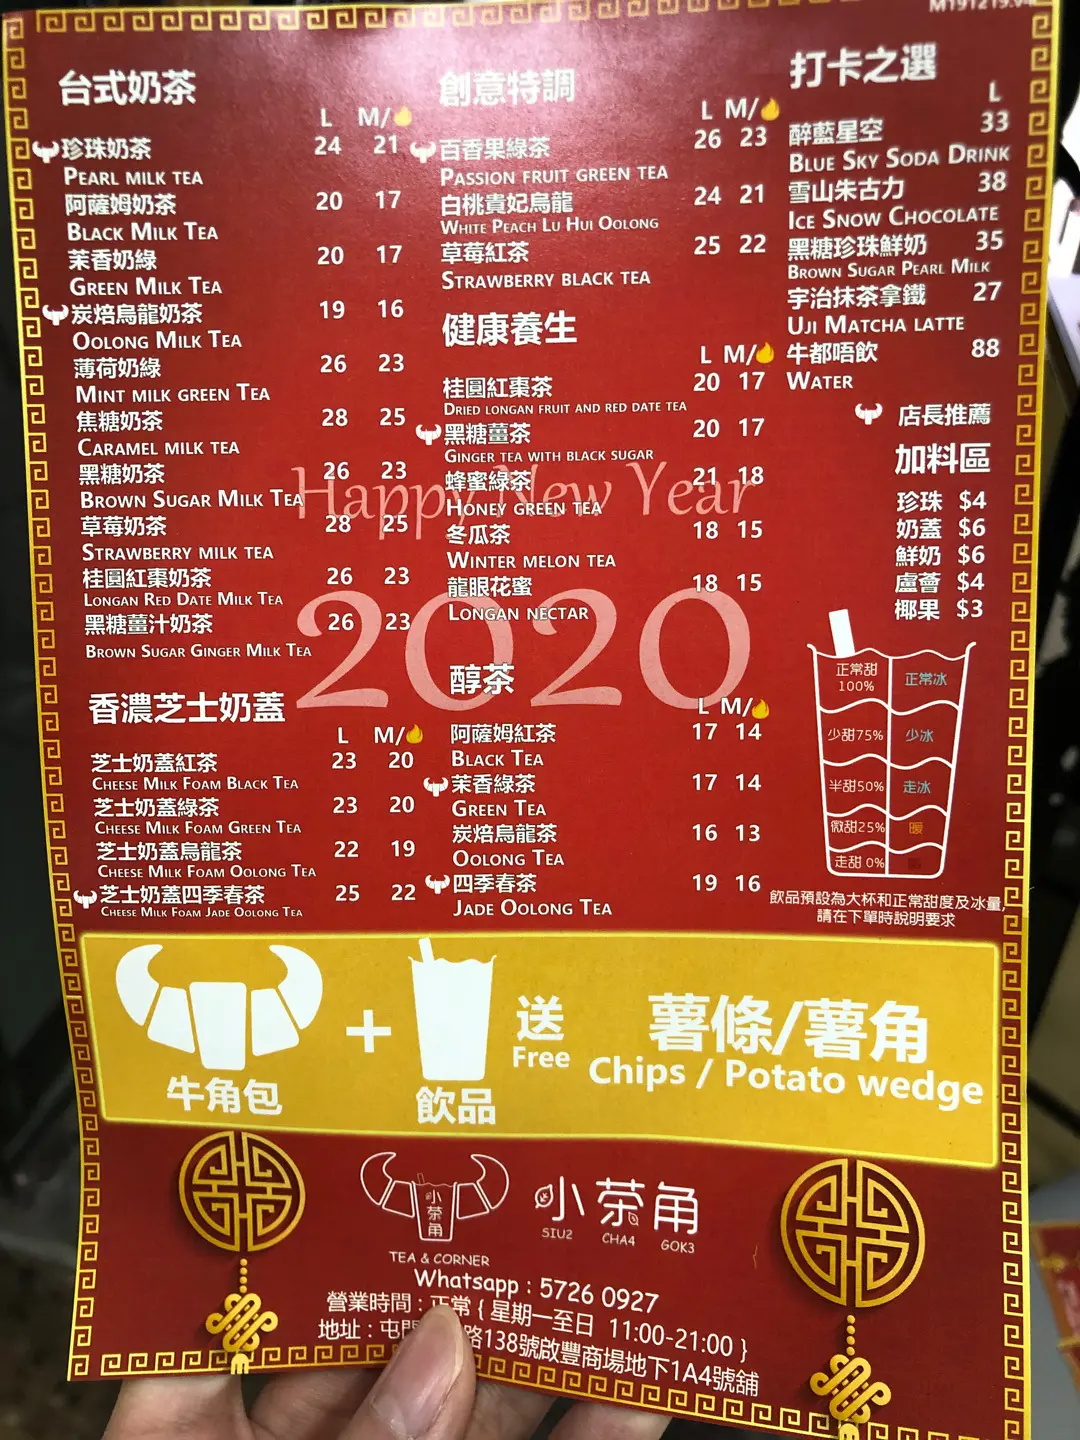 M191219.v4
台式奶茶
L M/
珍珠奶茶 24 21
PEARL MILK TEA
阿薩姆奶茶 20 17
BLACK MILK TEA
茉香奶綠 20 17
GREEN MILK TEA
炭焙烏龍奶茶 19 16
OOLONG MILK TEA
薄荷奶綠 26 23
MINT MILK GREEN TEA
焦糖奶茶 28 25
CARAMEL MILK TEA
黑糖奶茶 26 23
BROWN SUGAR MILK TEA
草莓奶茶 28 25
STRAWBERRY MILK TEA
桂圓紅棗奶茶 26 23
LONGAN RED DATE MILK TEA
黑糖薑汁奶茶 26 23
BROWN SUGAR GINGER MILK TEA
香濃芝士奶蓋
L M/
芝士奶蓋紅茶 23 20
CHEESE MILK FOAM BLACK TEA
芝士奶蓋綠茶 23 20
CHEESE MILK FOAM GREEN TEA
芝士奶蓋烏龍茶 22 19
CHEESE MILK FOAM OOLONG TEA
芝士奶蓋四季春茶 25 22
CHEESE MILK FOAM JADE OOLONG TEA
創意特調
L M/
百香果綠茶 26 23
PASSION FRUIT GREEN TEA
白桃貴妃烏龍 24 21
WHITE PEACH LU HUI OOLONG
草莓紅茶 25 22
STRAWBERRY BLACK TEA
健康養生
L M/
桂圓紅棗茶 20 17
DRIED LONGAN FRUIT AND RED DATE TEA
黑糖薑茶 20 17
GINGER TEA WITH BLACK SUGAR
蜂蜜綠茶 21 18
HONEY GREEN TEA
冬瓜茶 18 15
WINTER MELON TEA
龍眼花蜜 18 15
LONGAN NECTAR
Happy New Year
2020
醇茶
L M/
阿薩姆紅茶 17 14
BLACK TEA
茉香綠茶 17 14
GREEN TEA
炭焙烏龍茶 16 13
OOLONG TEA
四季春茶 19 16
JADE OOLONG TEA
打卡之選
L
醉藍星空 33
BLUE SKY SODA DRINK
雪山朱古力 38
ICE SNOW CHOCOLATE
黑糖珍珠鮮奶 35
BROWN SUGAR PEARL MILK
宇治抹茶拿鐵 27
UJI MATCHA LATTE
牛都唔飲 88
WATER
店長推薦
加料區
珍珠 $4
奶蓋 $6
鮮奶 $6
蘆薈 $4
椰果 $3
正常甜 100% 正常冰
少甜75% 少冰
半甜50% 走冰
微甜25% 暖
走甜 0%
飲品預設為大杯和正常甜度及冰量,
請在下單時說明要求
牛角包 + 飲品 送 Free 薯條/薯角
Chips / Potato wedge
小茶角
TEA & CORNER
小茶角
SIU2 CHA4 GOK3
Whatsapp : 5726 0927
營業時間 : 正常 { 星期一至日 11:00-21:00 }
地址 : 屯門 路138號啟豐商場地下1A4號舖